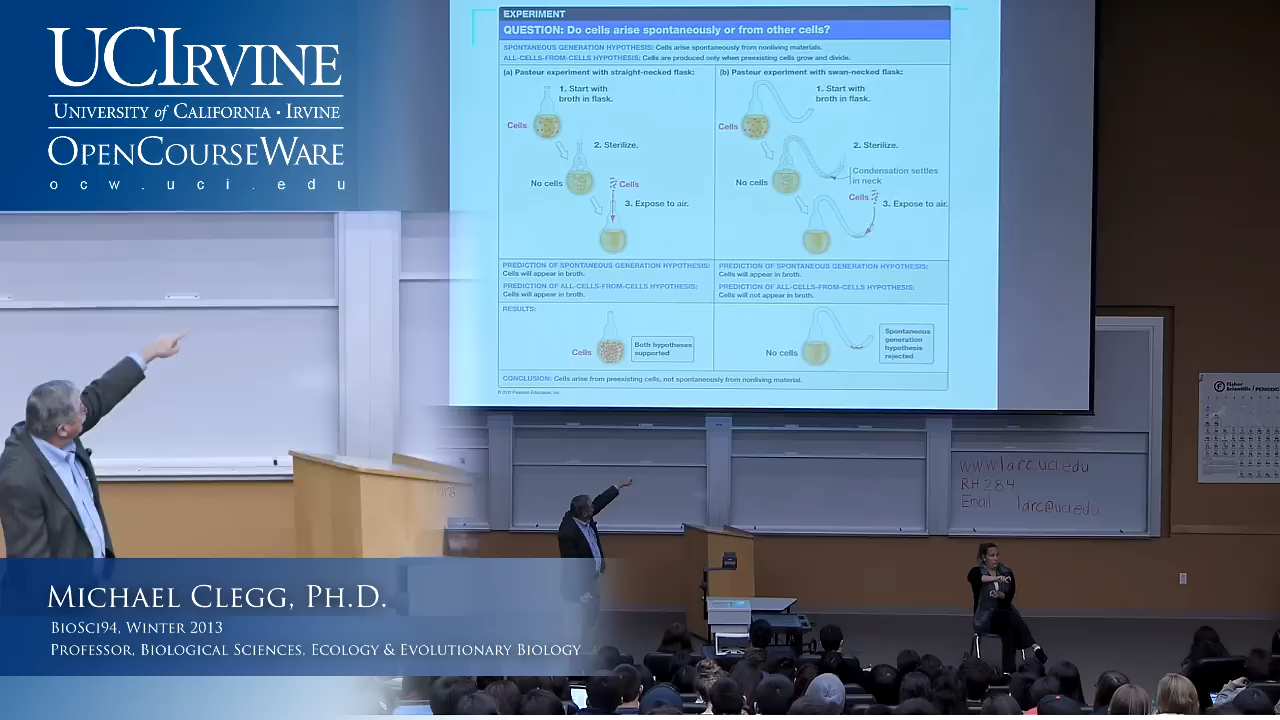 UCIRVINE
UNIVERSITY of CALIFORNIA • IRVINE
OPENCOURSEWARE
ocw.uci.edu
EXPERIMENT
QUESTION: Do cells arise spontaneously or from other cells?
SPONTANEOUS GENERATION HYPOTHESIS: Cells arise spontaneously from nonliving materials.
ALL-CELLS-FROM-CELLS HYPOTHESIS: Cells are produced only when preexisting cells grow and divide.
(a) Pasteur experiment with straight-necked flask:
1. Start with
broth in flask.
Cells
2. Sterilize.
No cells
Cells
3. Expose to air.
PREDICTION OF SPONTANEOUS GENERATION HYPOTHESIS:
Cells will appear in broth.
PREDICTION OF ALL-CELLS-FROM-CELLS HYPOTHESIS:
Cells will appear in broth.
RESULTS:
Cells
Both hypotheses
supported
(b) Pasteur experiment with swan-necked flask:
1. Start with
broth in flask.
Cells
2. Sterilize.
Condensation settles
in neck
No cells
Cells
3. Expose to air.
PREDICTION OF SPONTANEOUS GENERATION HYPOTHESIS:
Cells will appear in broth.
PREDICTION OF ALL-CELLS-FROM-CELLS HYPOTHESIS:
Cells will not appear in broth.
No cells
Spontaneous
generation
hypothesis
rejected
CONCLUSION: Cells arise from preexisting cells, not spontaneously from nonliving material.
© 2011 Pearson Education, Inc.
Fisher
Scientific / PERIODIC
www.larc.uci.edu
RH 284
Email larc@uci.edu
MICHAEL CLEGG, PH.D.
BIOSCI94, WINTER 2013
PROFESSOR, BIOLOGICAL SCIENCES, ECOLOGY & EVOLUTIONARY BIOLOGY